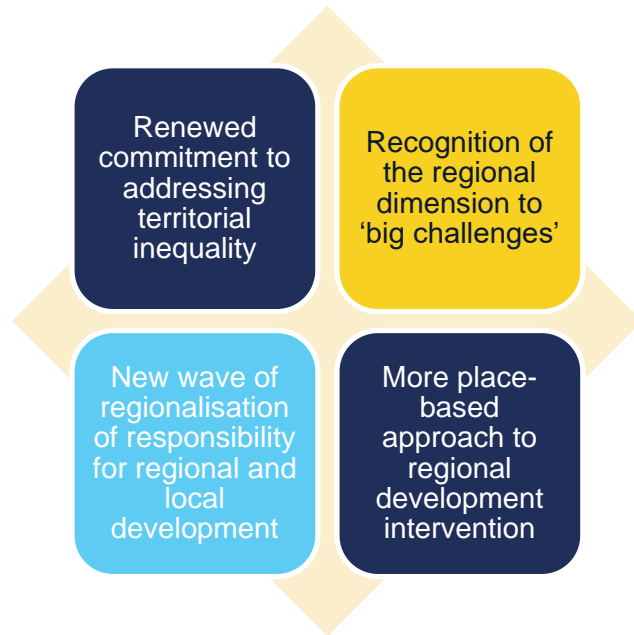 Renewed
commitment to
addressing
territorial
inequality
Recognition of
the regional
dimension to
‘big challenges’
New wave of
regionalisation
of responsibility
for regional and
local
development
More place-
based
approach to
regional
development
intervention